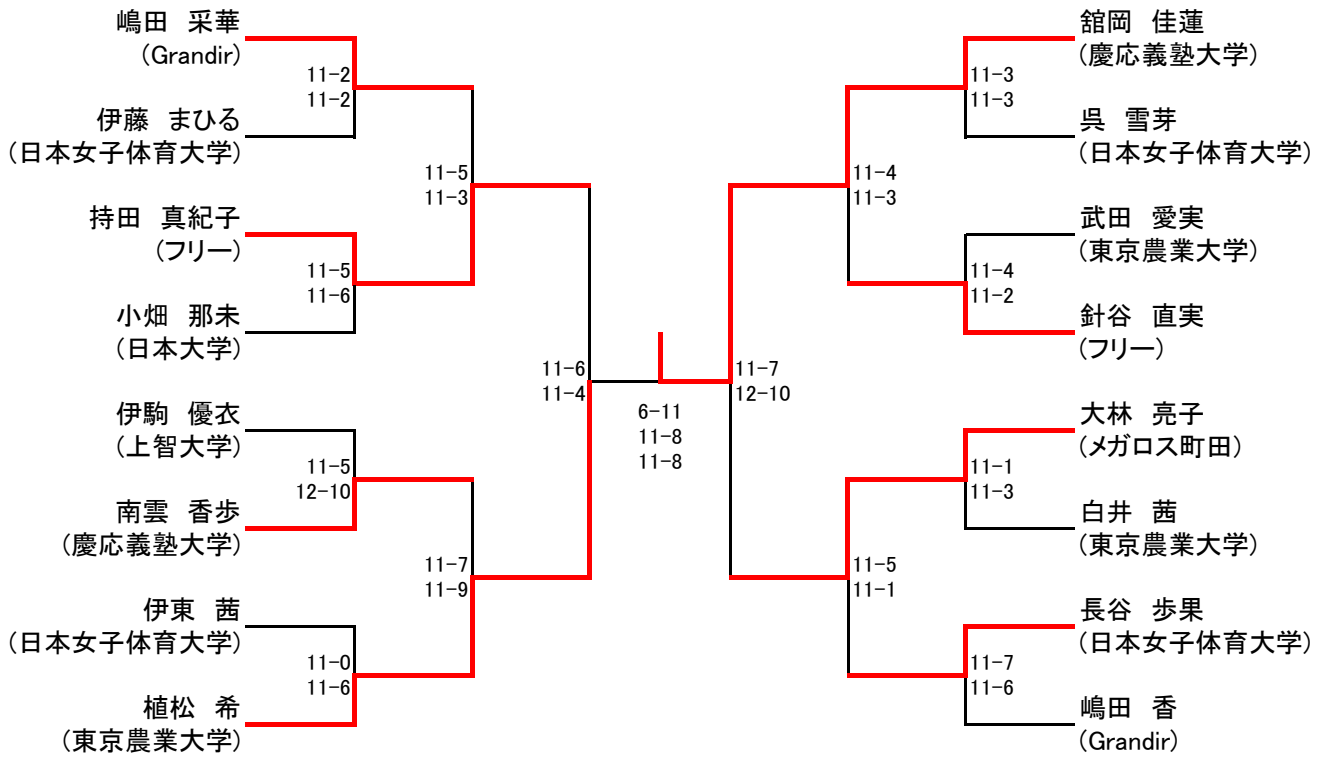 嶋田　采華
(Grandir)
11-2
11-2
伊藤　まひる
(日本女子体育大学)
11-5
11-3
持田　真紀子
(フリー)
11-5
11-6
小畑　那未
(日本大学)
11-6
11-4
伊駒　優衣
(上智大学)
11-5
12-10
南雲　香歩
(慶応義塾大学)
11-7
11-9
伊東　茜
(日本女子体育大学)
11-0
11-6
植松　希
(東京農業大学)
6-11
11-8
11-8
舘岡　佳蓮
(慶応義塾大学)
11-3
11-3
呉　雪芽
(日本女子体育大学)
11-4
11-3
武田　愛実
(東京農業大学)
11-4
11-2
針谷　直実
(フリー)
11-7
12-10
大林　亮子
(メガロス町田)
11-1
11-3
白井　茜
(東京農業大学)
11-5
11-1
長谷　歩果
(日本女子体育大学)
11-7
11-6
嶋田　香
(Grandir)